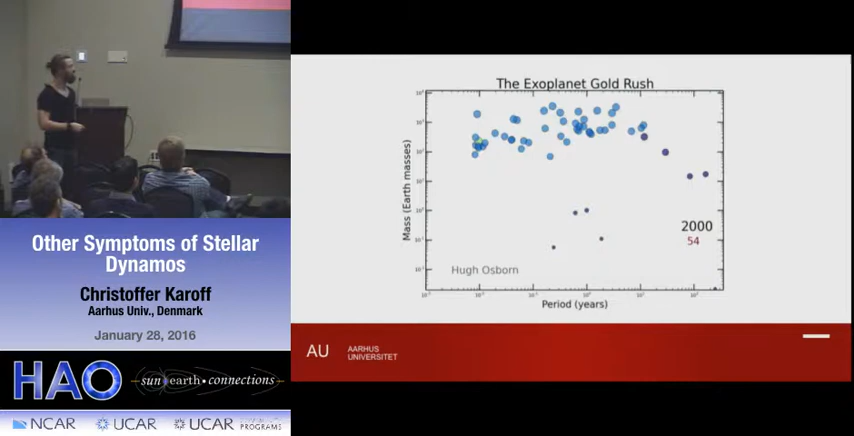 Other Symptoms of Stellar
Dynamos
Christoffer Karoff
Aarhus Univ., Denmark
January 28, 2016
HAO
sun earth • connections
NCAR
UCAR
UCAR
PROGRAMS
The Exoplanet Gold Rush
Mass (Earth masses)
2000
54
Hugh Osborn
Period (years)
AU
AARHUS
UNIVERSITET